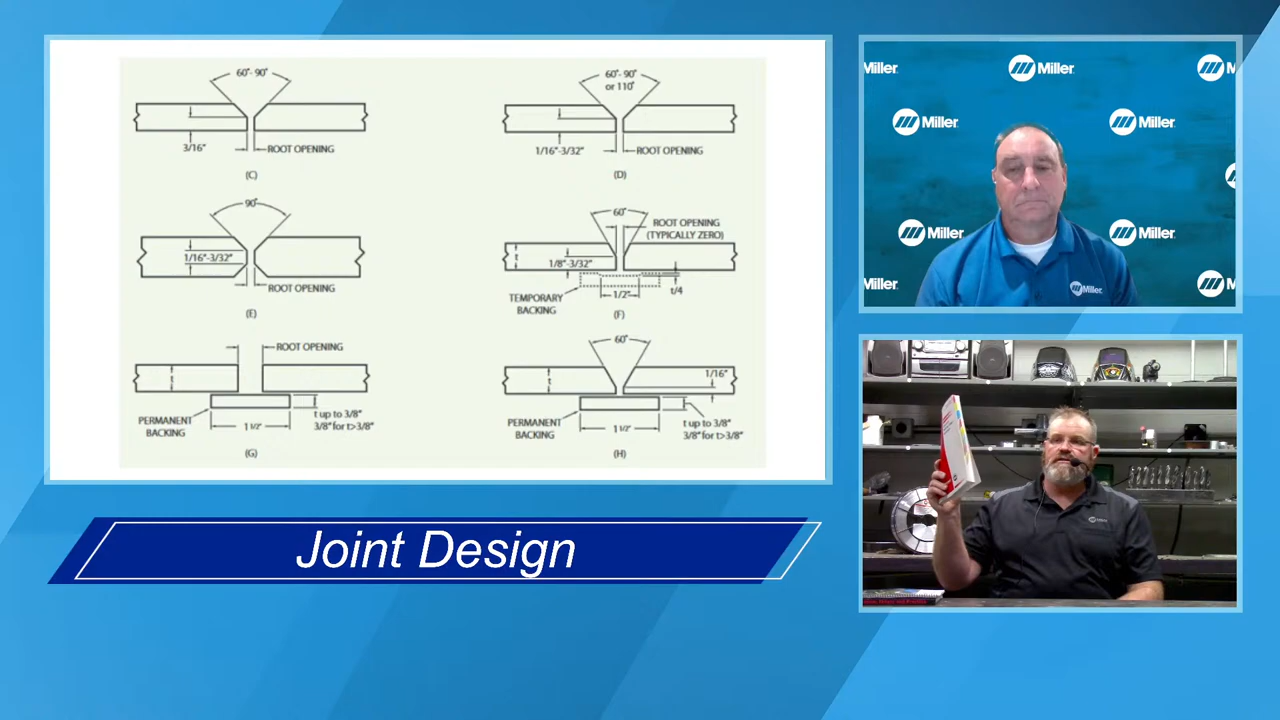 60°- 90°
3/16"
ROOT OPENING
(C)
60°- 90°
or 110°
1/16"-3/32"
ROOT OPENING
(D)
90°
1/16"-3/32"
ROOT OPENING
(E)
60°
ROOT OPENING
(TYPICALLY ZERO)
t
1/8"-3/32"
TEMPORARY
BACKING
1/2"
t/4
(F)
ROOT OPENING
t
PERMANENT
BACKING
1 1/2"
t up to 3/8"
3/8" for t>3/8"
(G)
60°
1/16"
t
PERMANENT
BACKING
1 1/2"
t up to 3/8"
3/8" for t>3/8"
(H)
Joint Design
Miller
Miller
Miller
Miller
Miller
Miller
Miller
Miller
Miller
Miller